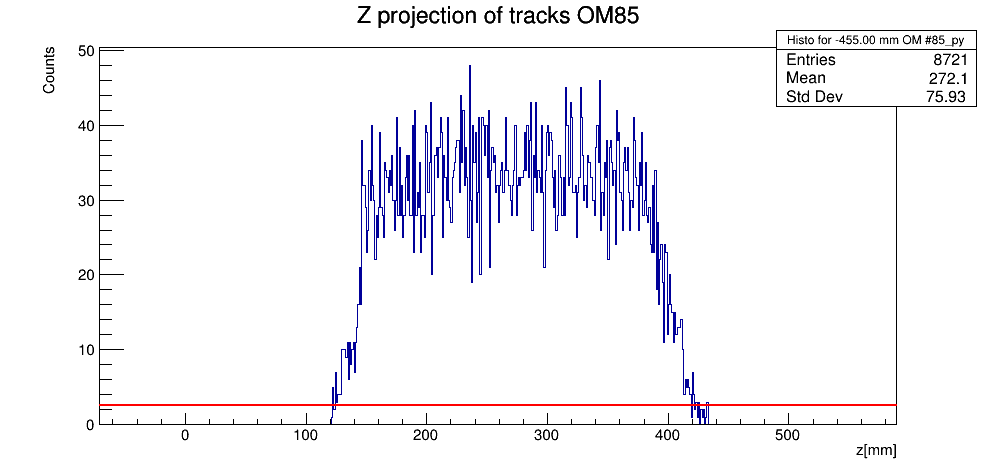 Z projection of tracks OM85
Histo for -455.00 mm OM #85_py
Entries 8721
Mean 272.1
Std Dev 75.93
Counts
50
40
30
20
10
0
0 100 200 300 400 500
z[mm]